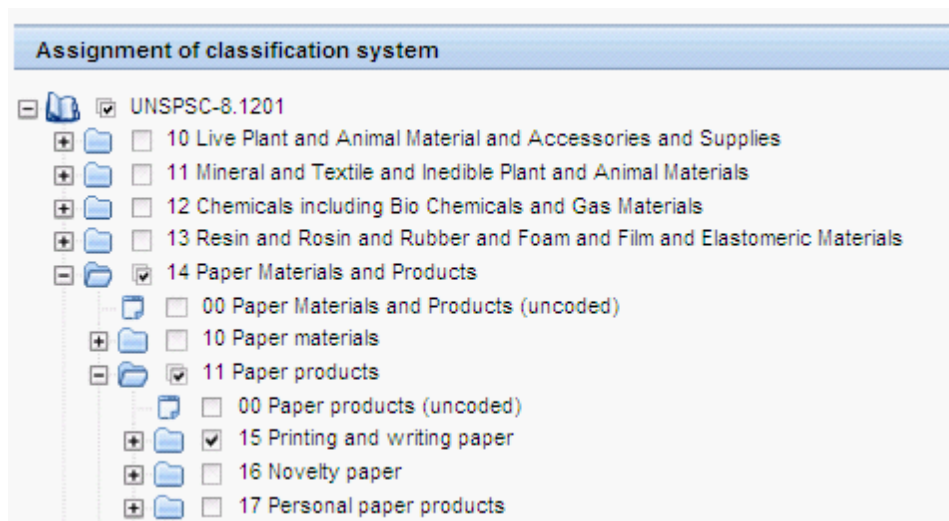 Assignment of classification system
UNSPSC-8.1201
10 Live Plant and Animal Material and Accessories and Supplies
11 Mineral and Textile and Inedible Plant and Animal Materials
12 Chemicals including Bio Chemicals and Gas Materials
13 Resin and Rosin and Rubber and Foam and Film and Elastomeric Materials
14 Paper Materials and Products
00 Paper Materials and Products (uncoded)
10 Paper materials
11 Paper products
00 Paper products (uncoded)
15 Printing and writing paper
16 Novelty paper
17 Personal paper products